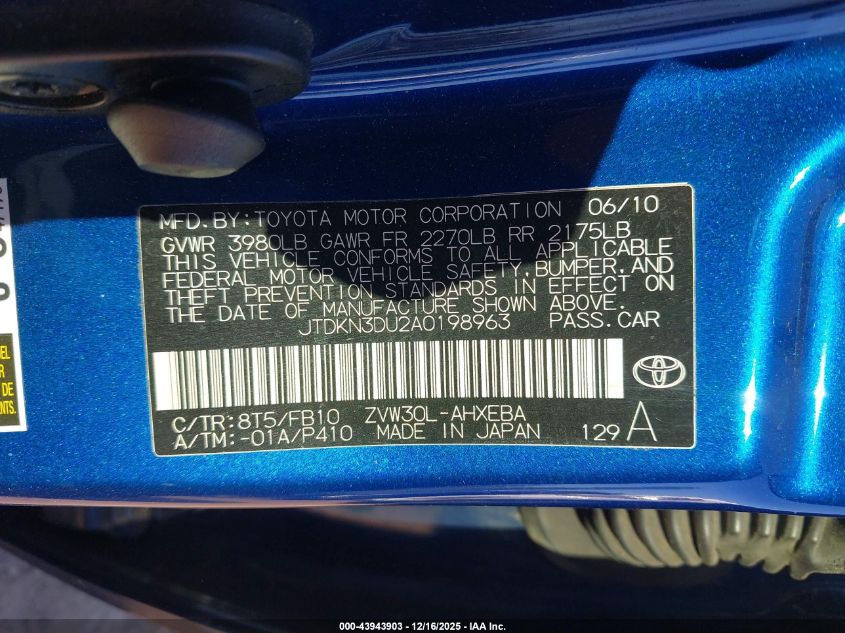 MFD.BY:TOYOTA MOTOR CORPORATION 06/10
GVWR 3980LB GAWR FR 2270LB RR 2175LB
THIS VEHICLE CONFORMS TO ALL APPLICABLE
FEDERAL MOTOR VEHICLE SAFETY,BUMPER,AND
THEFT PREVENTION STANDARDS IN EFFECT ON
THE DATE OF MANUFACTURE SHOWN ABOVE.
JTDKN3DU2A0198963 PASS.CAR
C/TR:8T5/FB10 ZVW30L-AHXEBA
A/TM:-01A/P410 MADE IN JAPAN 129 A
DE
000-43943903 - 12/16/2025 - IAA Inc.